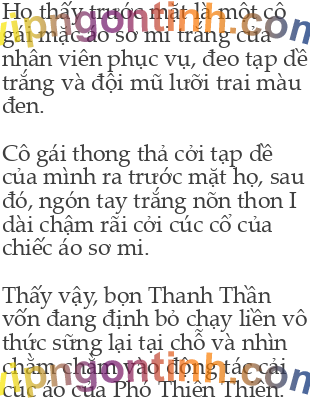 Họ thấy trước mặt là một cô
gái mặc áo sơ mi trắng của
nhân viên phục vụ, đeo tạp dề
trắng và đội mũ lưỡi trai màu
đen.
Cô gái thong thả cởi tạp dề
của mình ra trước mặt họ, sau
đó, ngón tay trắng nõn thon l
dài chậm rãi cởi cúc cổ của
chiếc áo sơ mi.
Thấy vậy, bọn Thanh Thần
vốn đang định bỏ chạy liền vô
thức sững lại tại chỗ và nhìn
chằm chằm vào động tác cải
cúc áo của Phó Thiên Thiên.
vipngontinh.com
vipngontinh.com